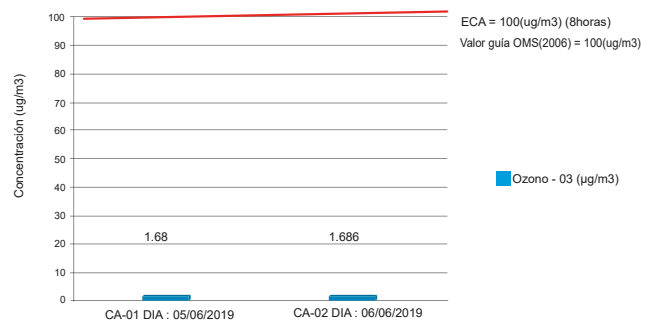 Concentración (ug/m3)
100
90
80
70
60
50
40
30
20
10
0
1.68
1.686
CA-01 DIA : 05/06/2019
CA-02 DIA : 06/06/2019
ECA = 100(ug/m3) (8horas)
Valor guía OMS(2006) = 100(ug/m3)
Ozono - 03 (µg/m3)